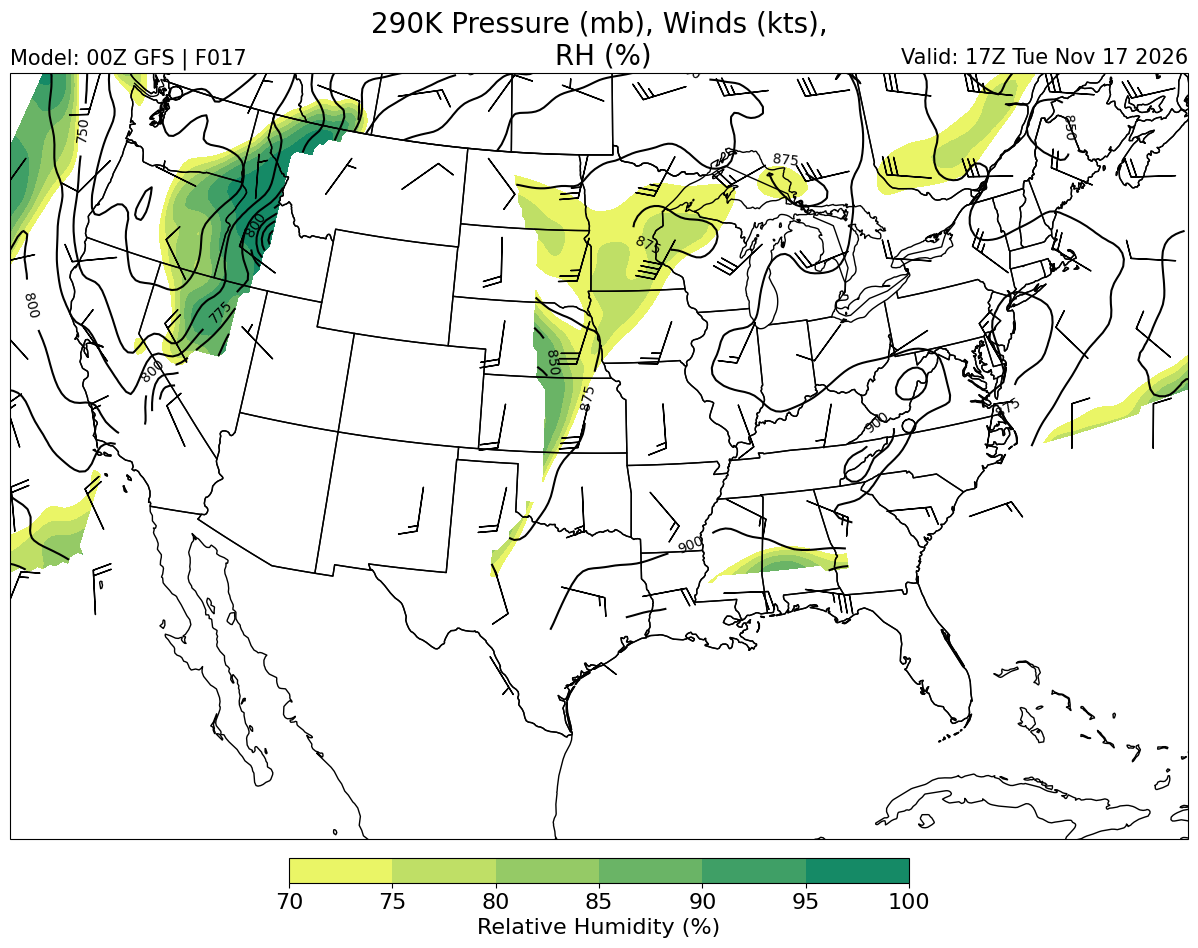 290K Pressure (mb), Winds (kts),
RH (%)
Model: 00Z GFS | F017
Valid: 17Z Tue Nov 17 2026
750
850
875
800
875
775
800
800
850
875
875
900
900
70 75 80 85 90 95 100
Relative Humidity (%)